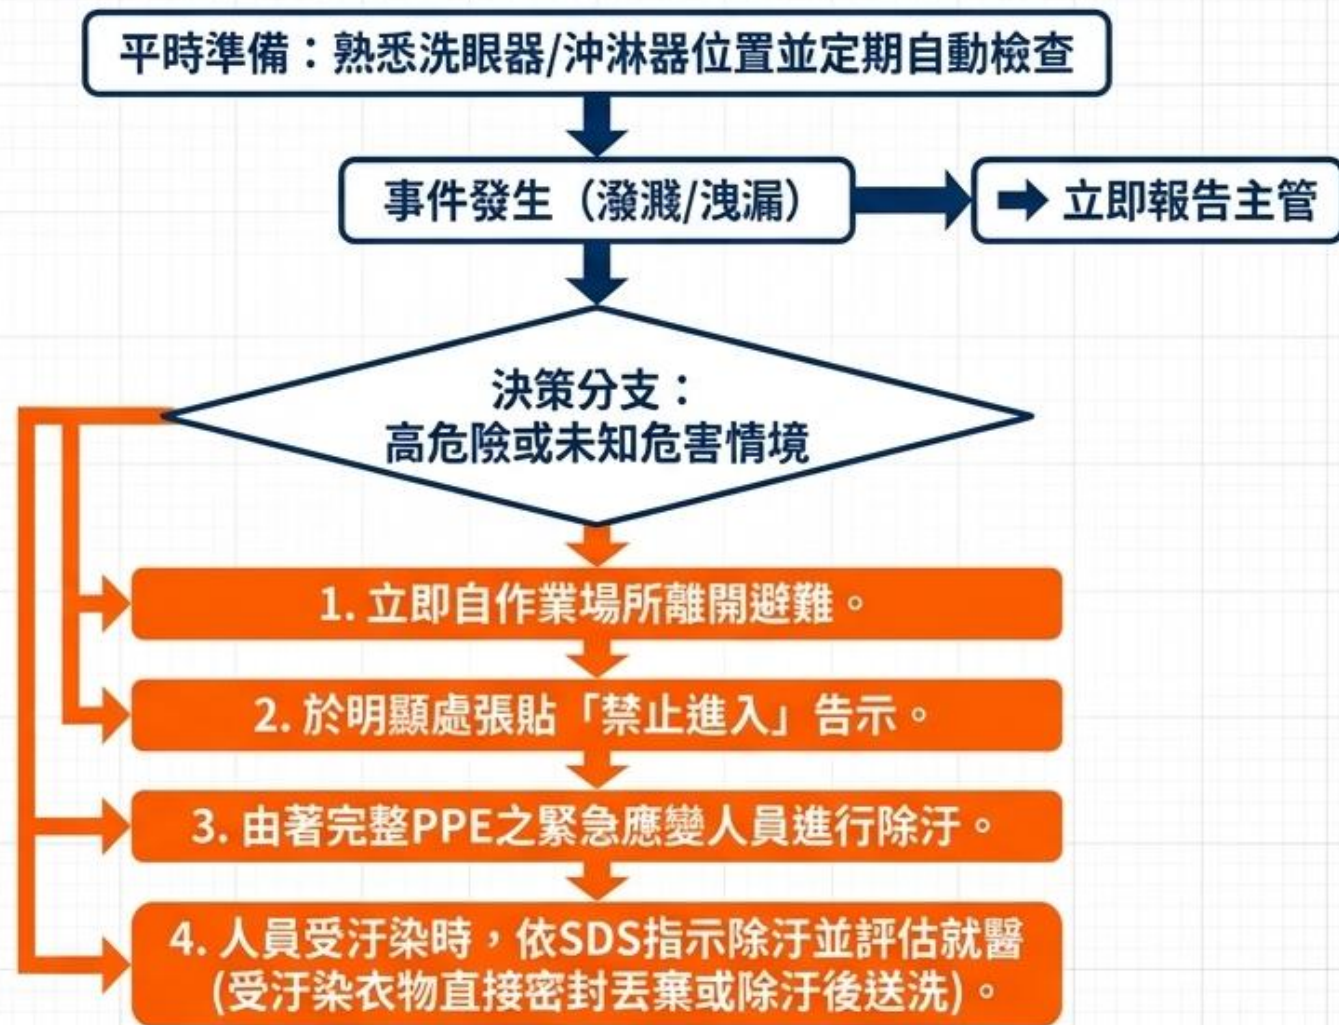 平時準備：熟悉洗眼器/沖淋器位置並定期自動檢查
事件發生（潑濺/洩漏）
➡ 立即報告主管
決策分支：
高危險或未知危害情境
1. 立即自作業場所離開避難。
2. 於明顯處張貼「禁止進入」告示。
3. 由著完整PPE之緊急應變人員進行除汙。
4. 人員受汙染時，依SDS指示除汙並評估就醫
(受汙染衣物直接密封丟棄或除汙後送洗)。